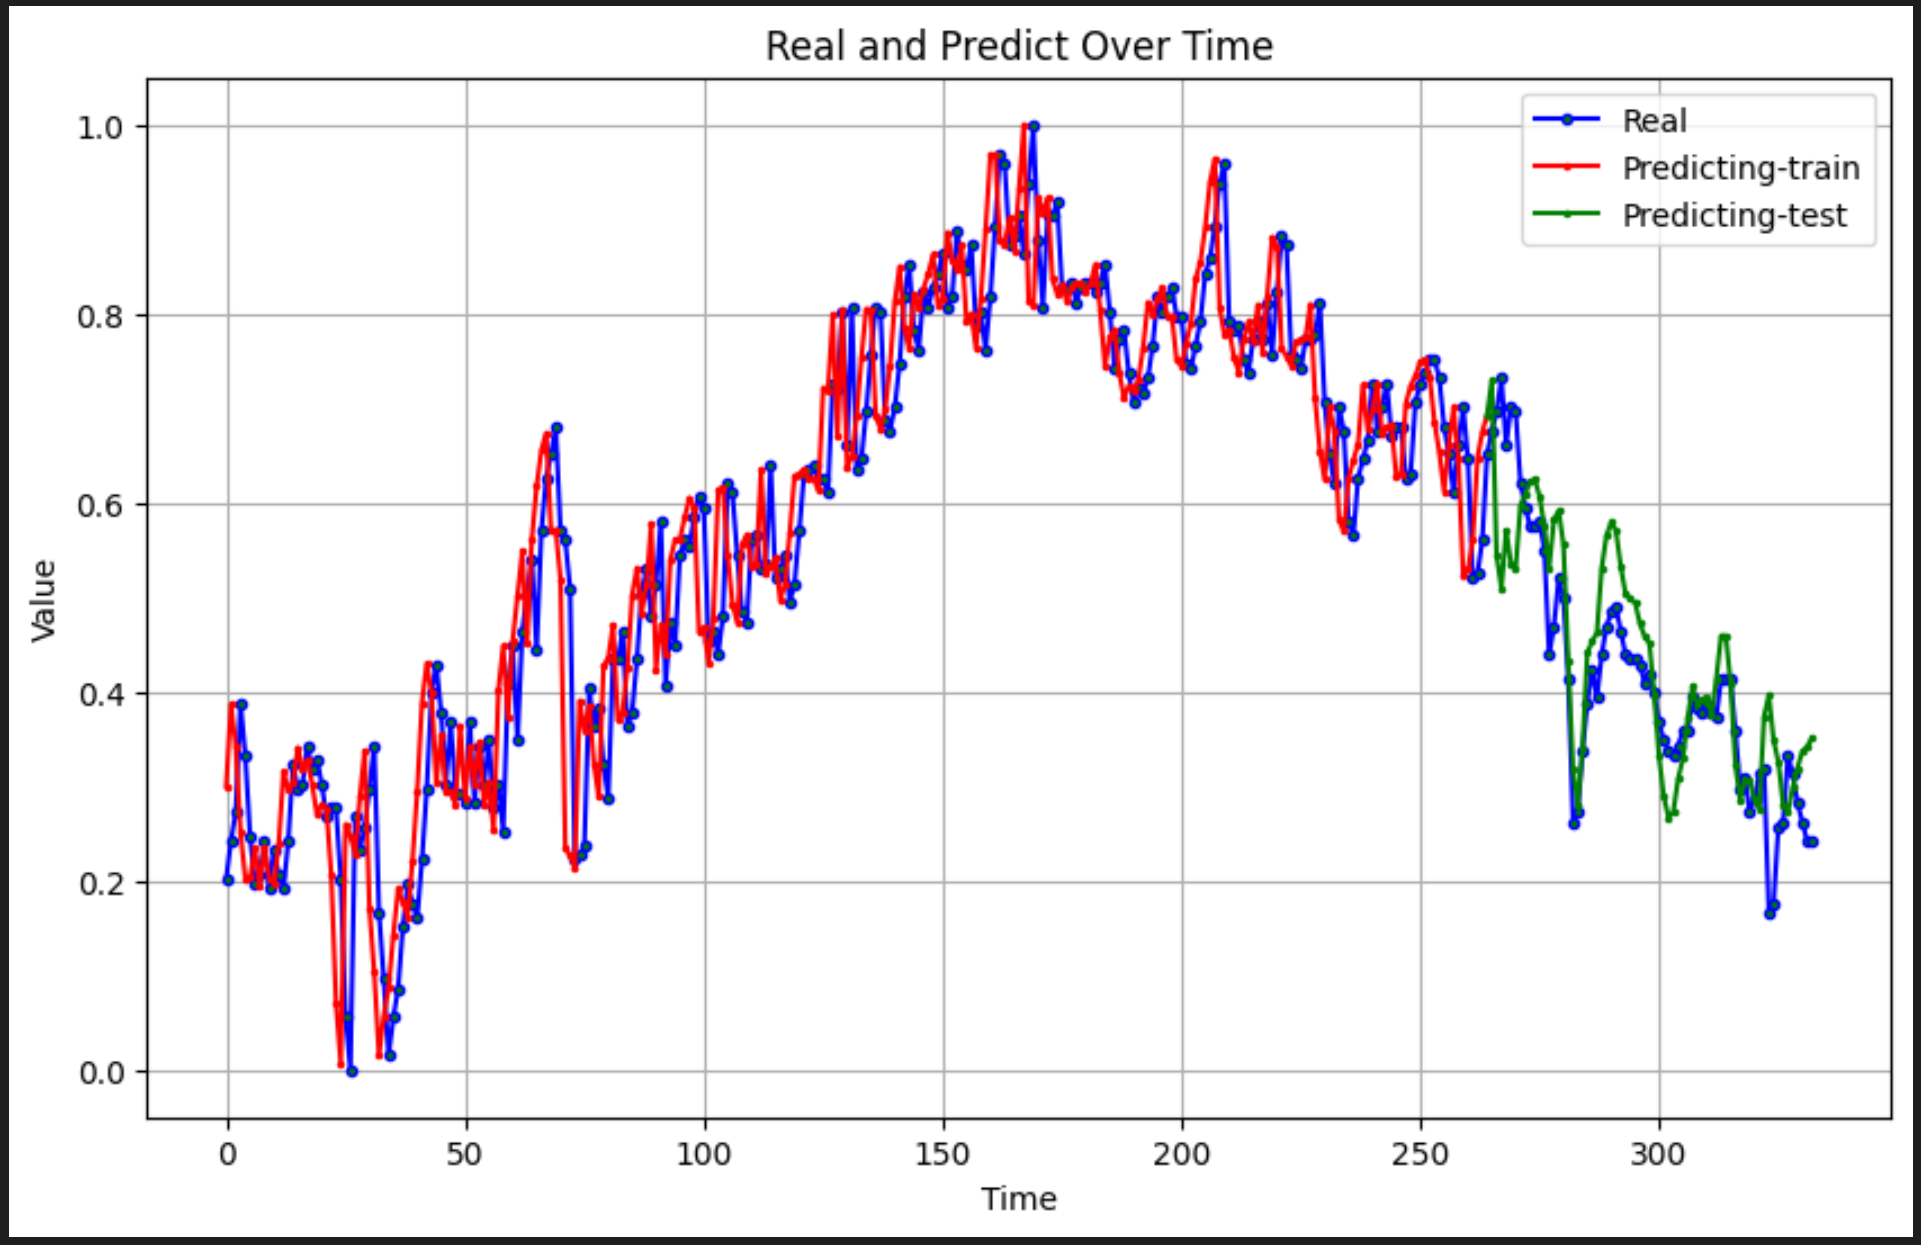 Real and Predict Over Time
Real
Predicting-train
Predicting-test
1.0
0.8
0.6
0.4
0.2
0.0
Value
0 50 100 150 200 250 300
Time